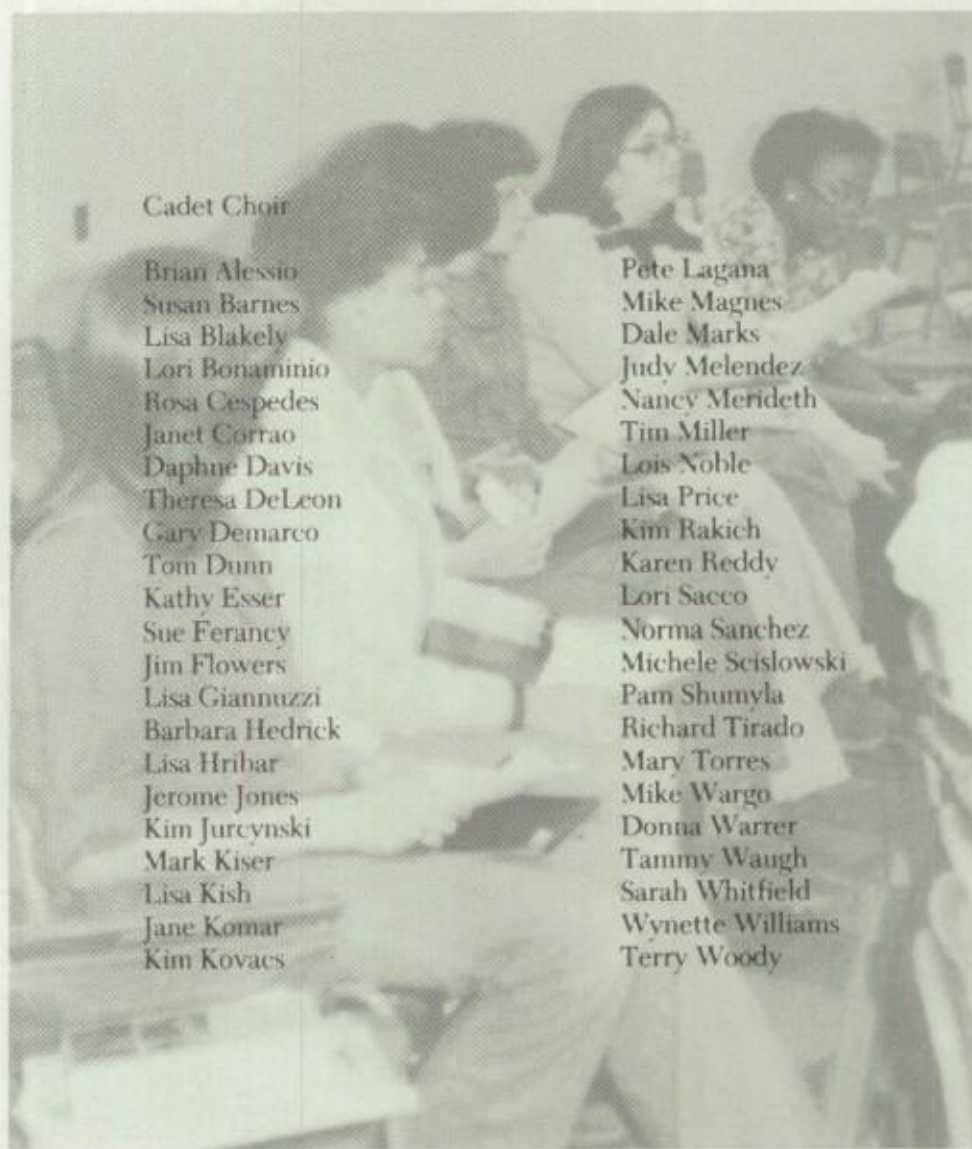 Cadet Choir
Brian Alessio
Susan Barnes
Lisa Blakely
Lori Bonaminio
Rosa Cespedes
Janet Corrao
Daphne Davis
Theresa DeLeon
Gary Demarco
Tom Dunn
Kathy Esser
Sue Ferancy
Jim Flowers
Lisa Giannuzzi
Barbara Hedrick
Lisa Hribar
Jerome Jones
Kim Jurcynski
Mark Kiser
Lisa Kish
Jane Komar
Kim Kovacs
Pete Lagana
Mike Magnes
Dale Marks
Judy Melendez
Nancy Merideth
Tim Miller
Lois Noble
Lisa Price
Kim Rakich
Karen Reddy
Lori Sacco
Norma Sanchez
Michele Scislowski
Pam Shumyla
Richard Tirado
Mary Torres
Mike Wargo
Donna Warrer
Tammy Waugh
Sarah Whitfield
Wynette Williams
Terry Woody